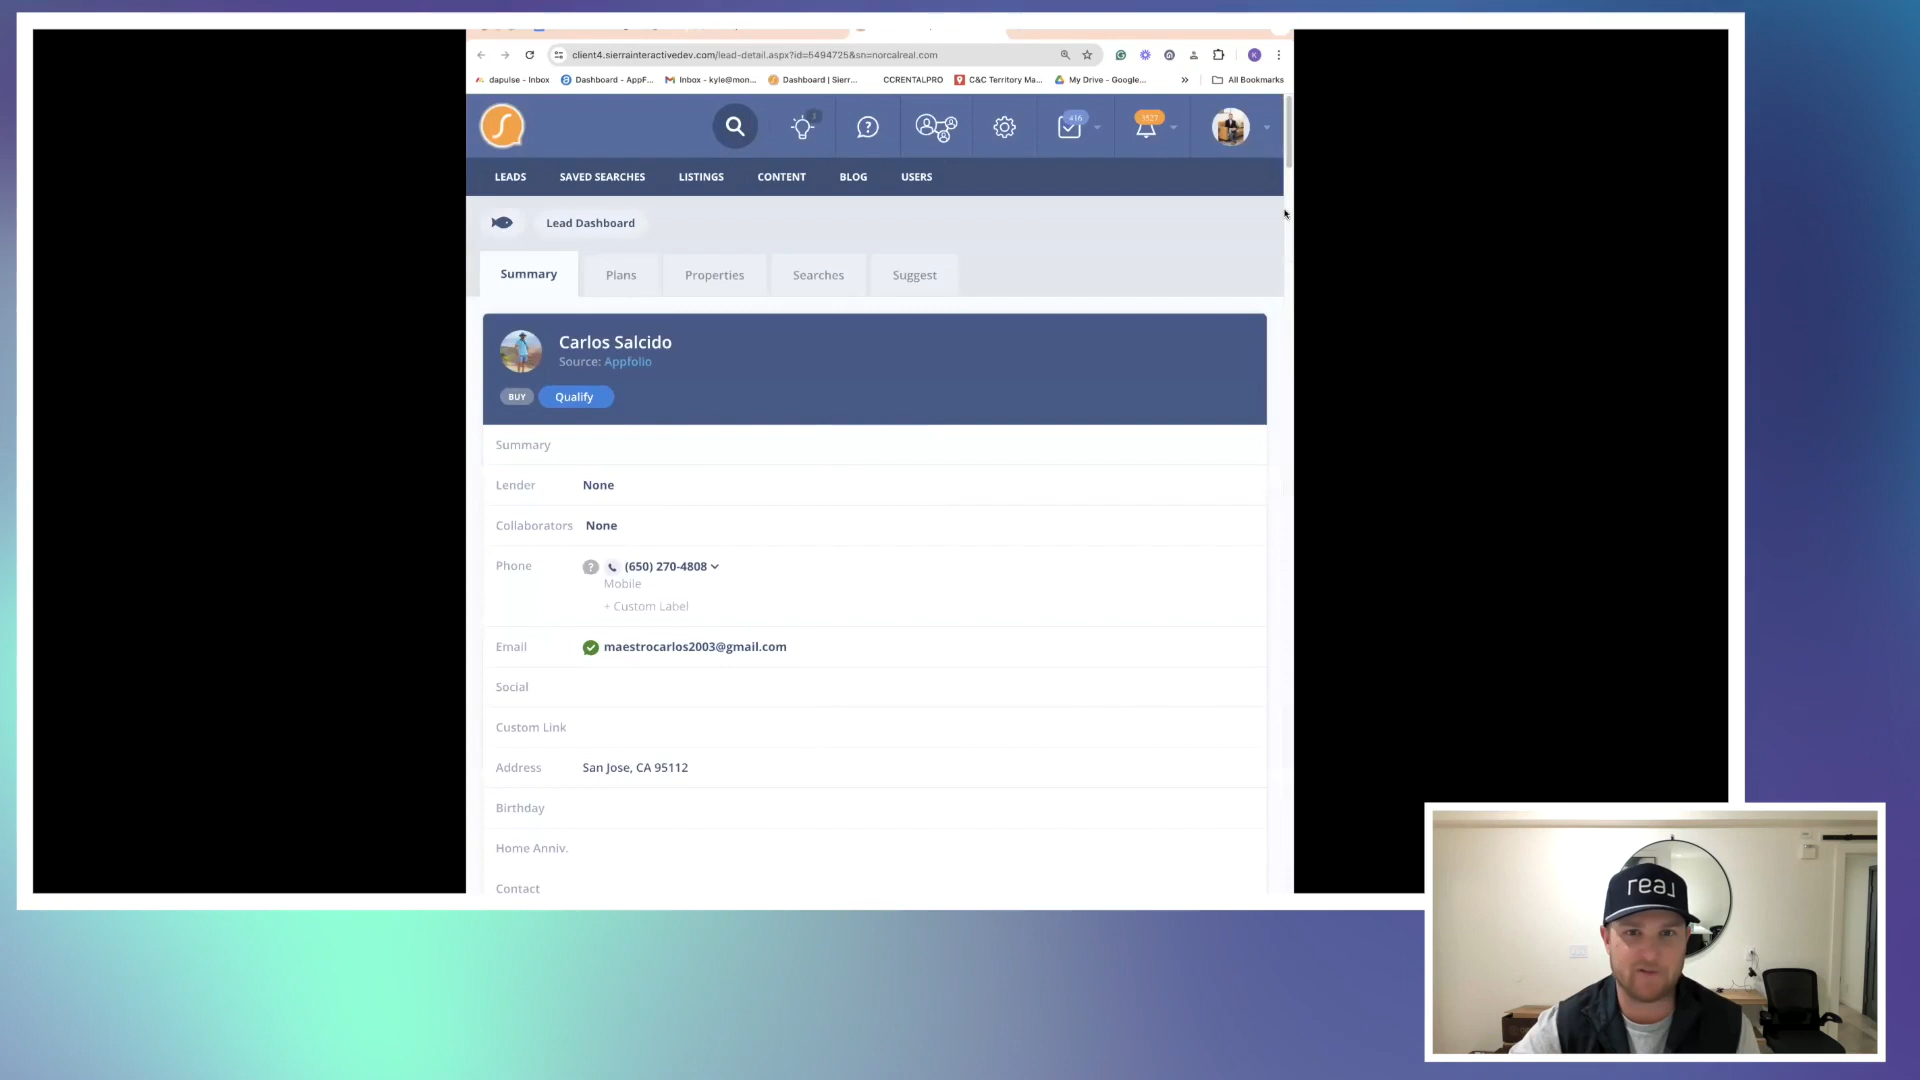 client4.sierrainteractivedev.com/lead-detail.aspx?id=5494725&sn=norcalreal.com
K
dapulse - Inbox
Dashboard - AppF...
Inbox - kyle@mon...
Dashboard | Sierr...
CCRENTALPRO
C&C Territory Ma...
My Drive - Google...
»
All Bookmarks
3
416
3527
LEADS
SAVED SEARCHES
LISTINGS
CONTENT
BLOG
USERS
Lead Dashboard
Summary
Plans
Properties
Searches
Suggest
Carlos Salcido
Source: Appfolio
BUY
Qualify
Summary
Lender None
Collaborators None
Phone (650) 270-4808
Mobile
+ Custom Label
Email maestrocarlos2003@gmail.com
Social
Custom Link
Address San Jose, CA 95112
Birthday
Home Anniv.
Contact
real